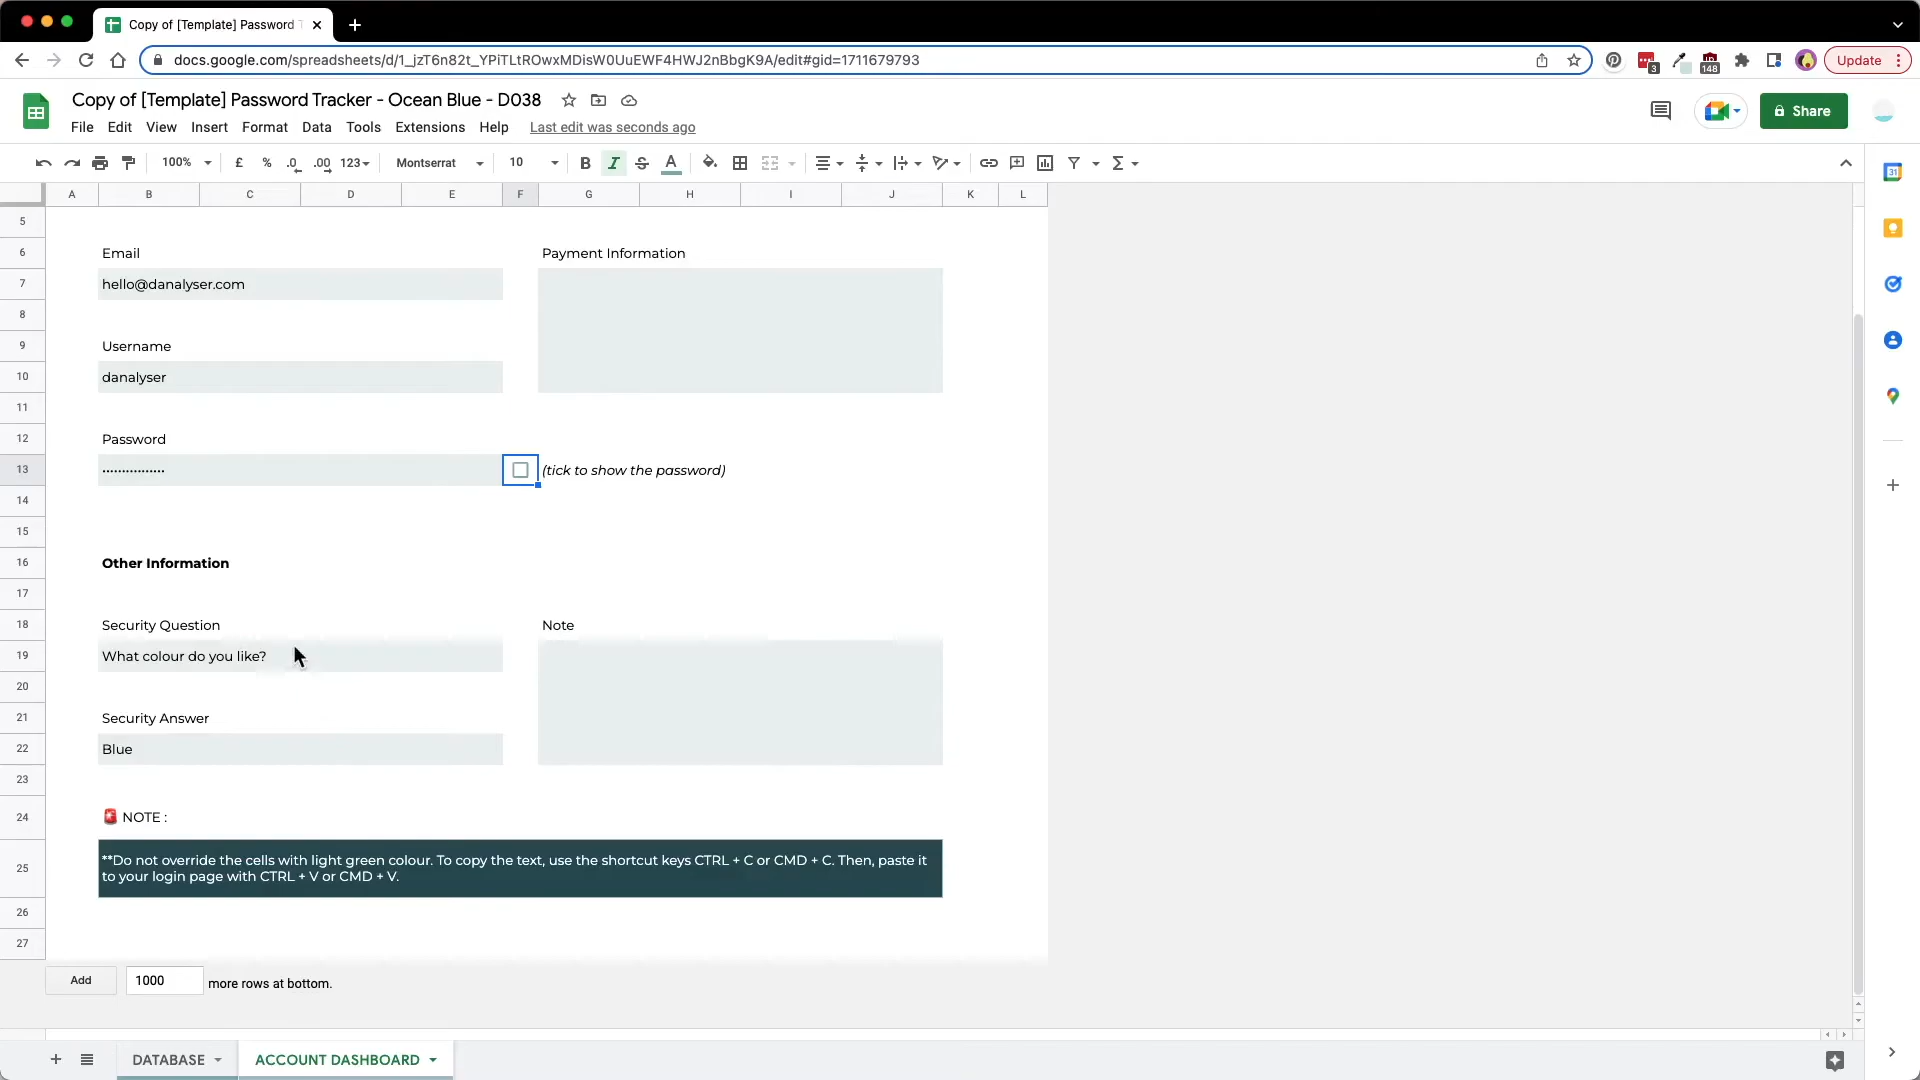 Copy of [Template] Password T
docs.google.com/spreadsheets/d/1_jzT6n82t_YPiTLtROwxMDisW0UuEWF4HWJ2nBbgK9A/edit#gid=1711679793
3
148
Update
Copy of [Template] Password Tracker - Ocean Blue - D038
File Edit View Insert Format Data Tools Extensions Help Last edit was seconds ago
Share
100% £ % .0 .00 123 Montserrat 10 B I S A Σ
31
A B C D E F G H I J K L
5
6 Email Payment Information
7 hello@danalyser.com
8
9 Username
10 danalyser
11
12 Password
13 ················ (tick to show the password)
14
15
16 Other Information
17
18 Security Question Note
19 What colour do you like?
20
21 Security Answer
22 Blue
23
24 NOTE :
25 **Do not override the cells with light green colour. To copy the text, use the shortcut keys CTRL + C or CMD + C. Then, paste it
to your login page with CTRL + V or CMD + V.
26
27
Add 1000 more rows at bottom.
DATABASE ACCOUNT DASHBOARD